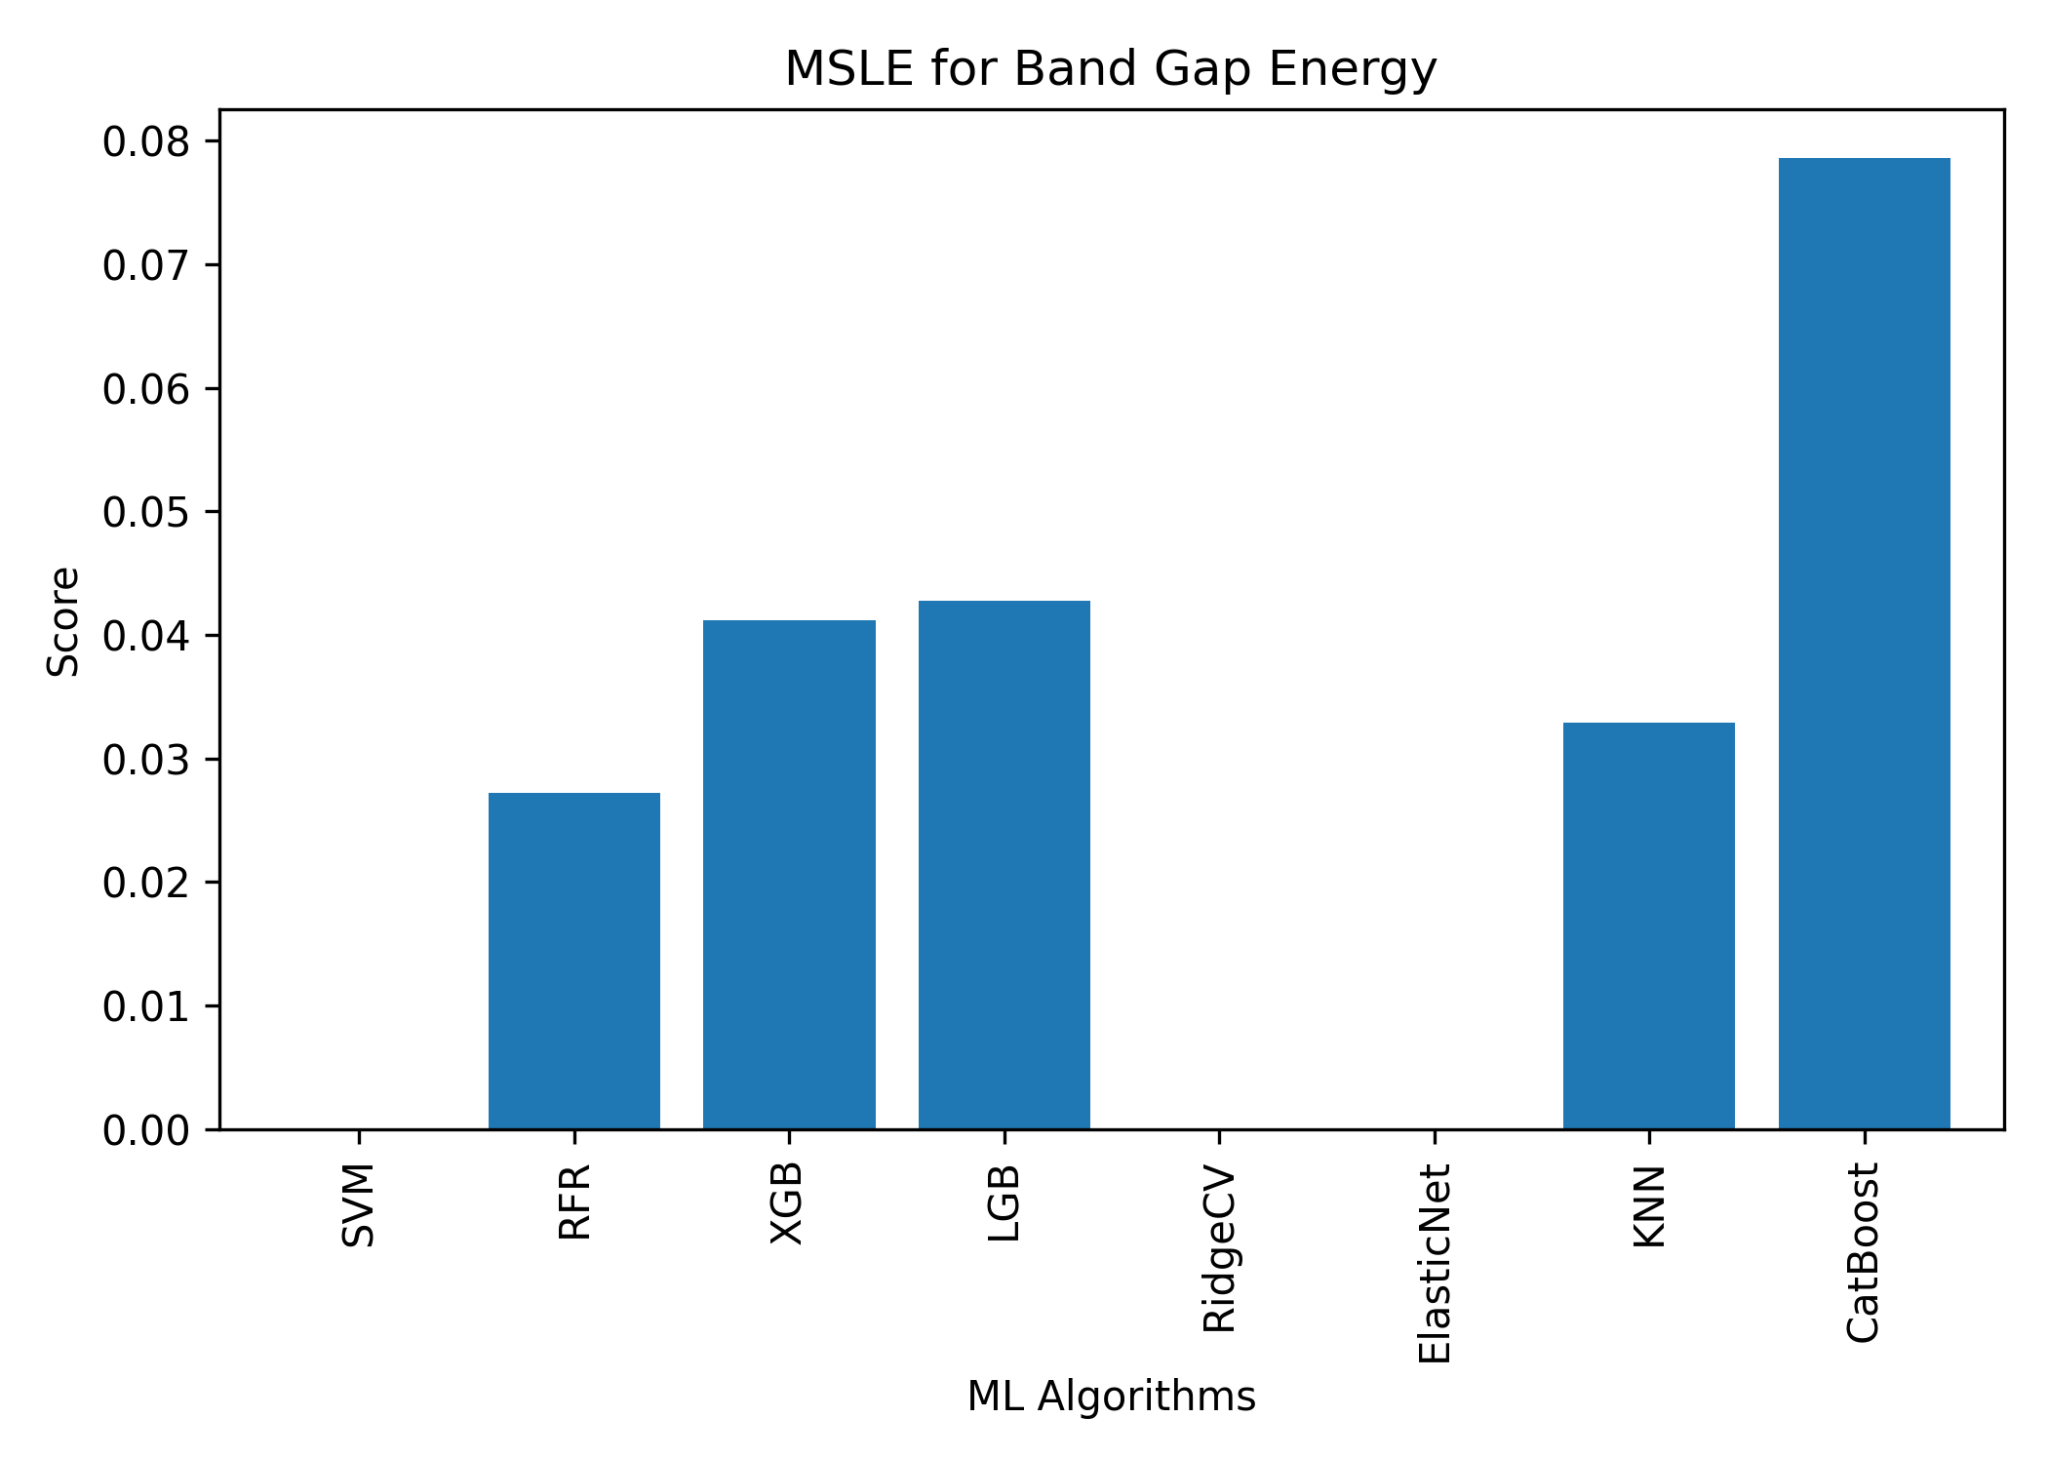 MSLE for Band Gap Energy
0.08
0.07
0.06
0.05
0.04
0.03
0.02
0.01
0.00
Score
SVM
RFR
XGB
LGB
RidgeCV
ElasticNet
KNN
CatBoost
ML Algorithms